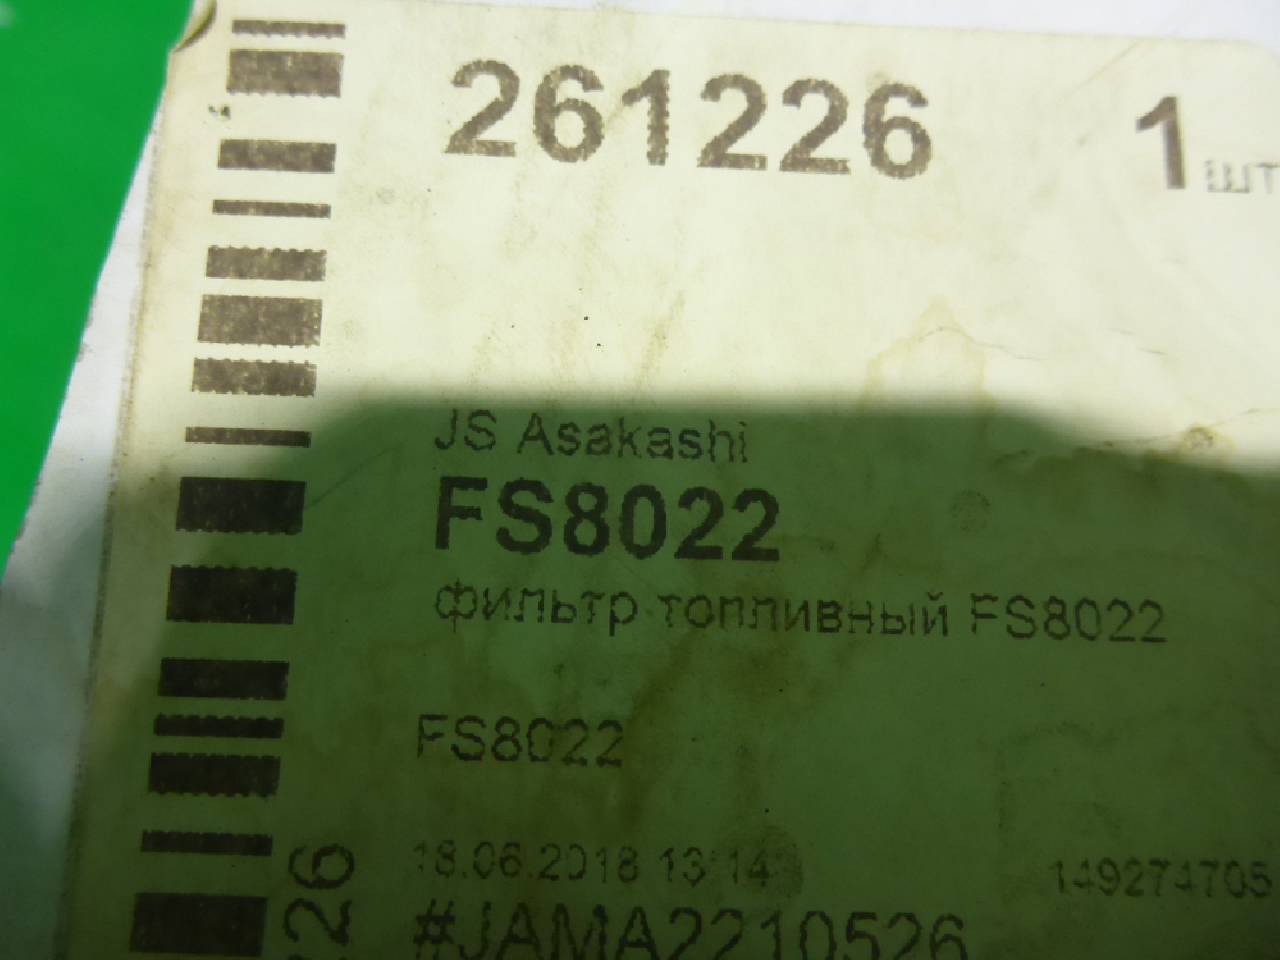 261226 1 шт
JS Asakashi
FS8022
фильтр топливный FS8022
FS8022
18.06.2018 13:14
149274705
#JAMA2210526
226